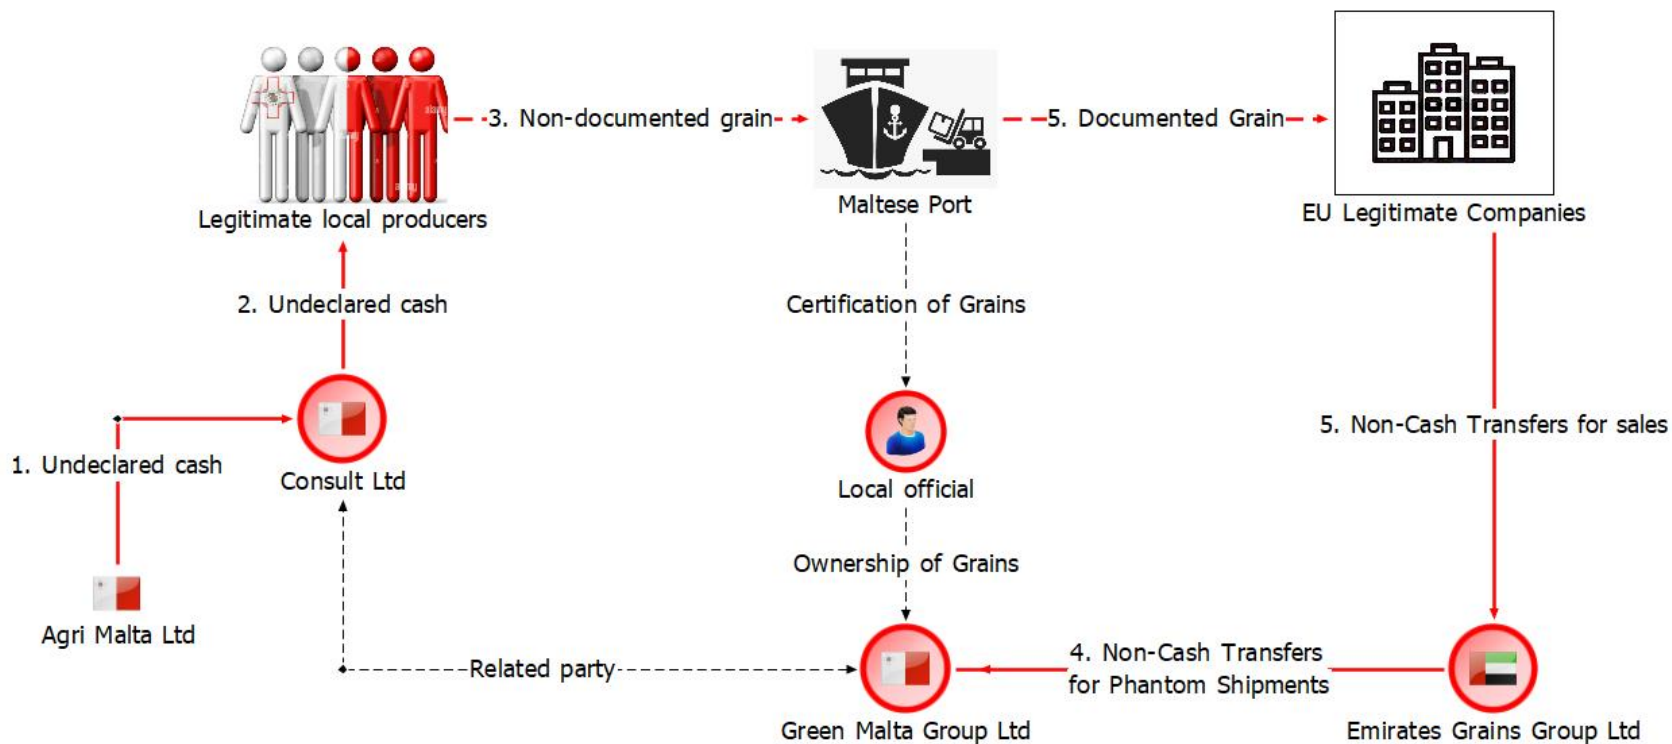 3. Non-documented grain
5. Documented Grain
Legitimate local producers
Maltese Port
EU Legitimate Companies
2. Undeclared cash
Certification of Grains
1. Undeclared cash
Consult Ltd
Local official
5. Non-Cash Transfers for sales
Ownership of Grains
Agri Malta Ltd
Related party
4. Non-Cash Transfers
for Phantom Shipments
Green Malta Group Ltd
Emirates Grains Group Ltd